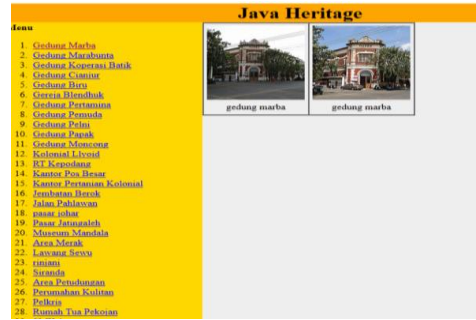 Java Heritage
Menu
1. Gedung Marba
2. Gedung Marabunta
3. Gedung Koperasi Batik
4. Gedung Cianjur
5. Gedung Biru
6. Gereja Blendhuk
7. Gedung Pertamina
8. Gedung Pemuda
9. Gedung Pelni
10. Gedung Papak
11. Gedung Moncong
12. Kolonial Llyoid
13. RT Kepodang
14. Kantor Pos Besar
15. Kantor Pertanian Kolonial
16. Jembatan Berok
17. Jalan Pahlawan
18. pasar johar
19. Pasar Jatingaleh
20. Museum Mandala
21. Area Merak
22. Lawang Sewu
23. rinjani
24. Siranda
25. Area Petudungan
26. Perumahan Kulitan
27. Pelkris
28. Rumah Tua Pekojan
gedung marba
gedung marba